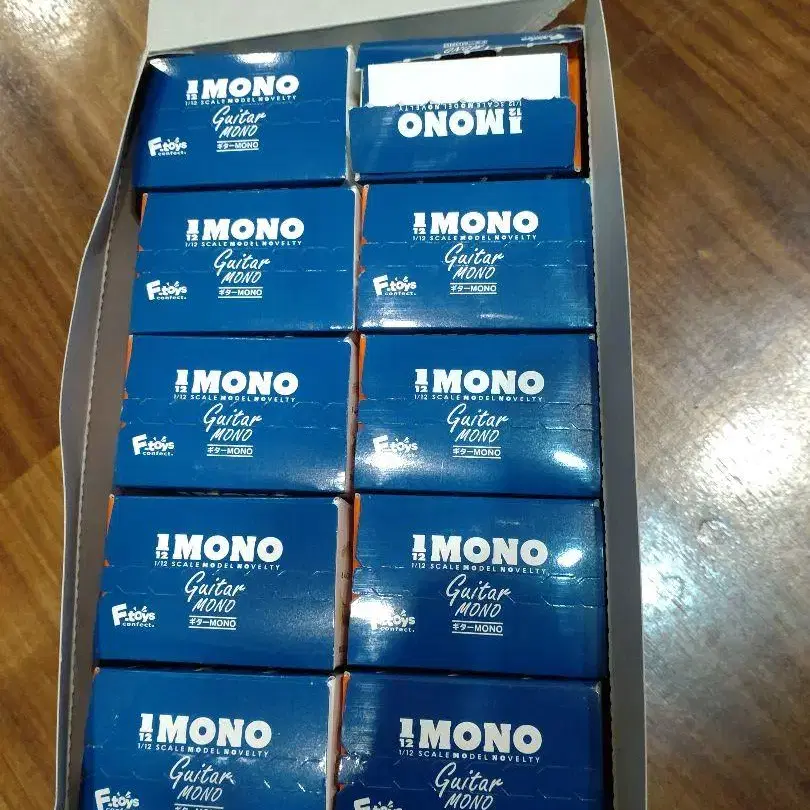 1/12 MONO
1/12 SCALE MODEL NOVELTY
Guitar
MONO
F-toys
confect.
ギターMONO
1/12 SCALE MODEL NOVELTY
1/12 MONO
1/12 MONO
1/12 SCALE MODEL NOVELTY
Guitar
MONO
F-toys
confect.
ギターMONO
1/12 MONO
1/12 SCALE MODEL NOVELTY
Guitar
MONO
F-toys
confect.
ギターMONO
1/12 MONO
1/12 SCALE MODEL NOVELTY
Guitar
MONO
F-toys
confect.
ギターMONO
1/12 MONO
1/12 SCALE MODEL NOVELTY
Guitar
MONO
F-toys
confect.
ギターMONO
1/12 MONO
1/12 SCALE MODEL NOVELTY
Guitar
MONO
F-toys
confect.
ギターMONO
1/12 MONO
1/12 SCALE MODEL NOVELTY
Guitar
MONO
F-toys
confect.
ギターMONO
1/12 MONO
1/12 SCALE MODEL NOVELTY
Guitar
MONO
F-toys
confect.
ギターMONO
1/12 MONO
1/12 SCALE MODEL NOVELTY
Guitar
MONO
F-toys